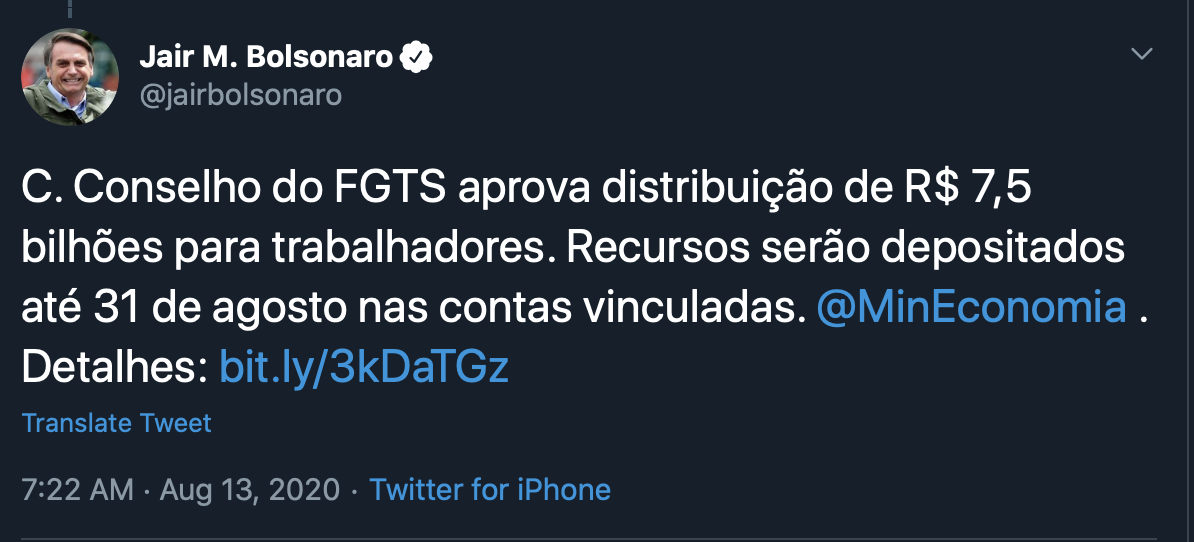 Jair M. Bolsonaro
@jairbolsonaro
C. Conselho do FGTS aprova distribuição de R$ 7,5
bilhões para trabalhadores. Recursos serão depositados
até 31 de agosto nas contas vinculadas. @MinEconomia .
Detalhes: bit.ly/3kDaTGz
Translate Tweet
7:22 AM · Aug 13, 2020 · Twitter for iPhone